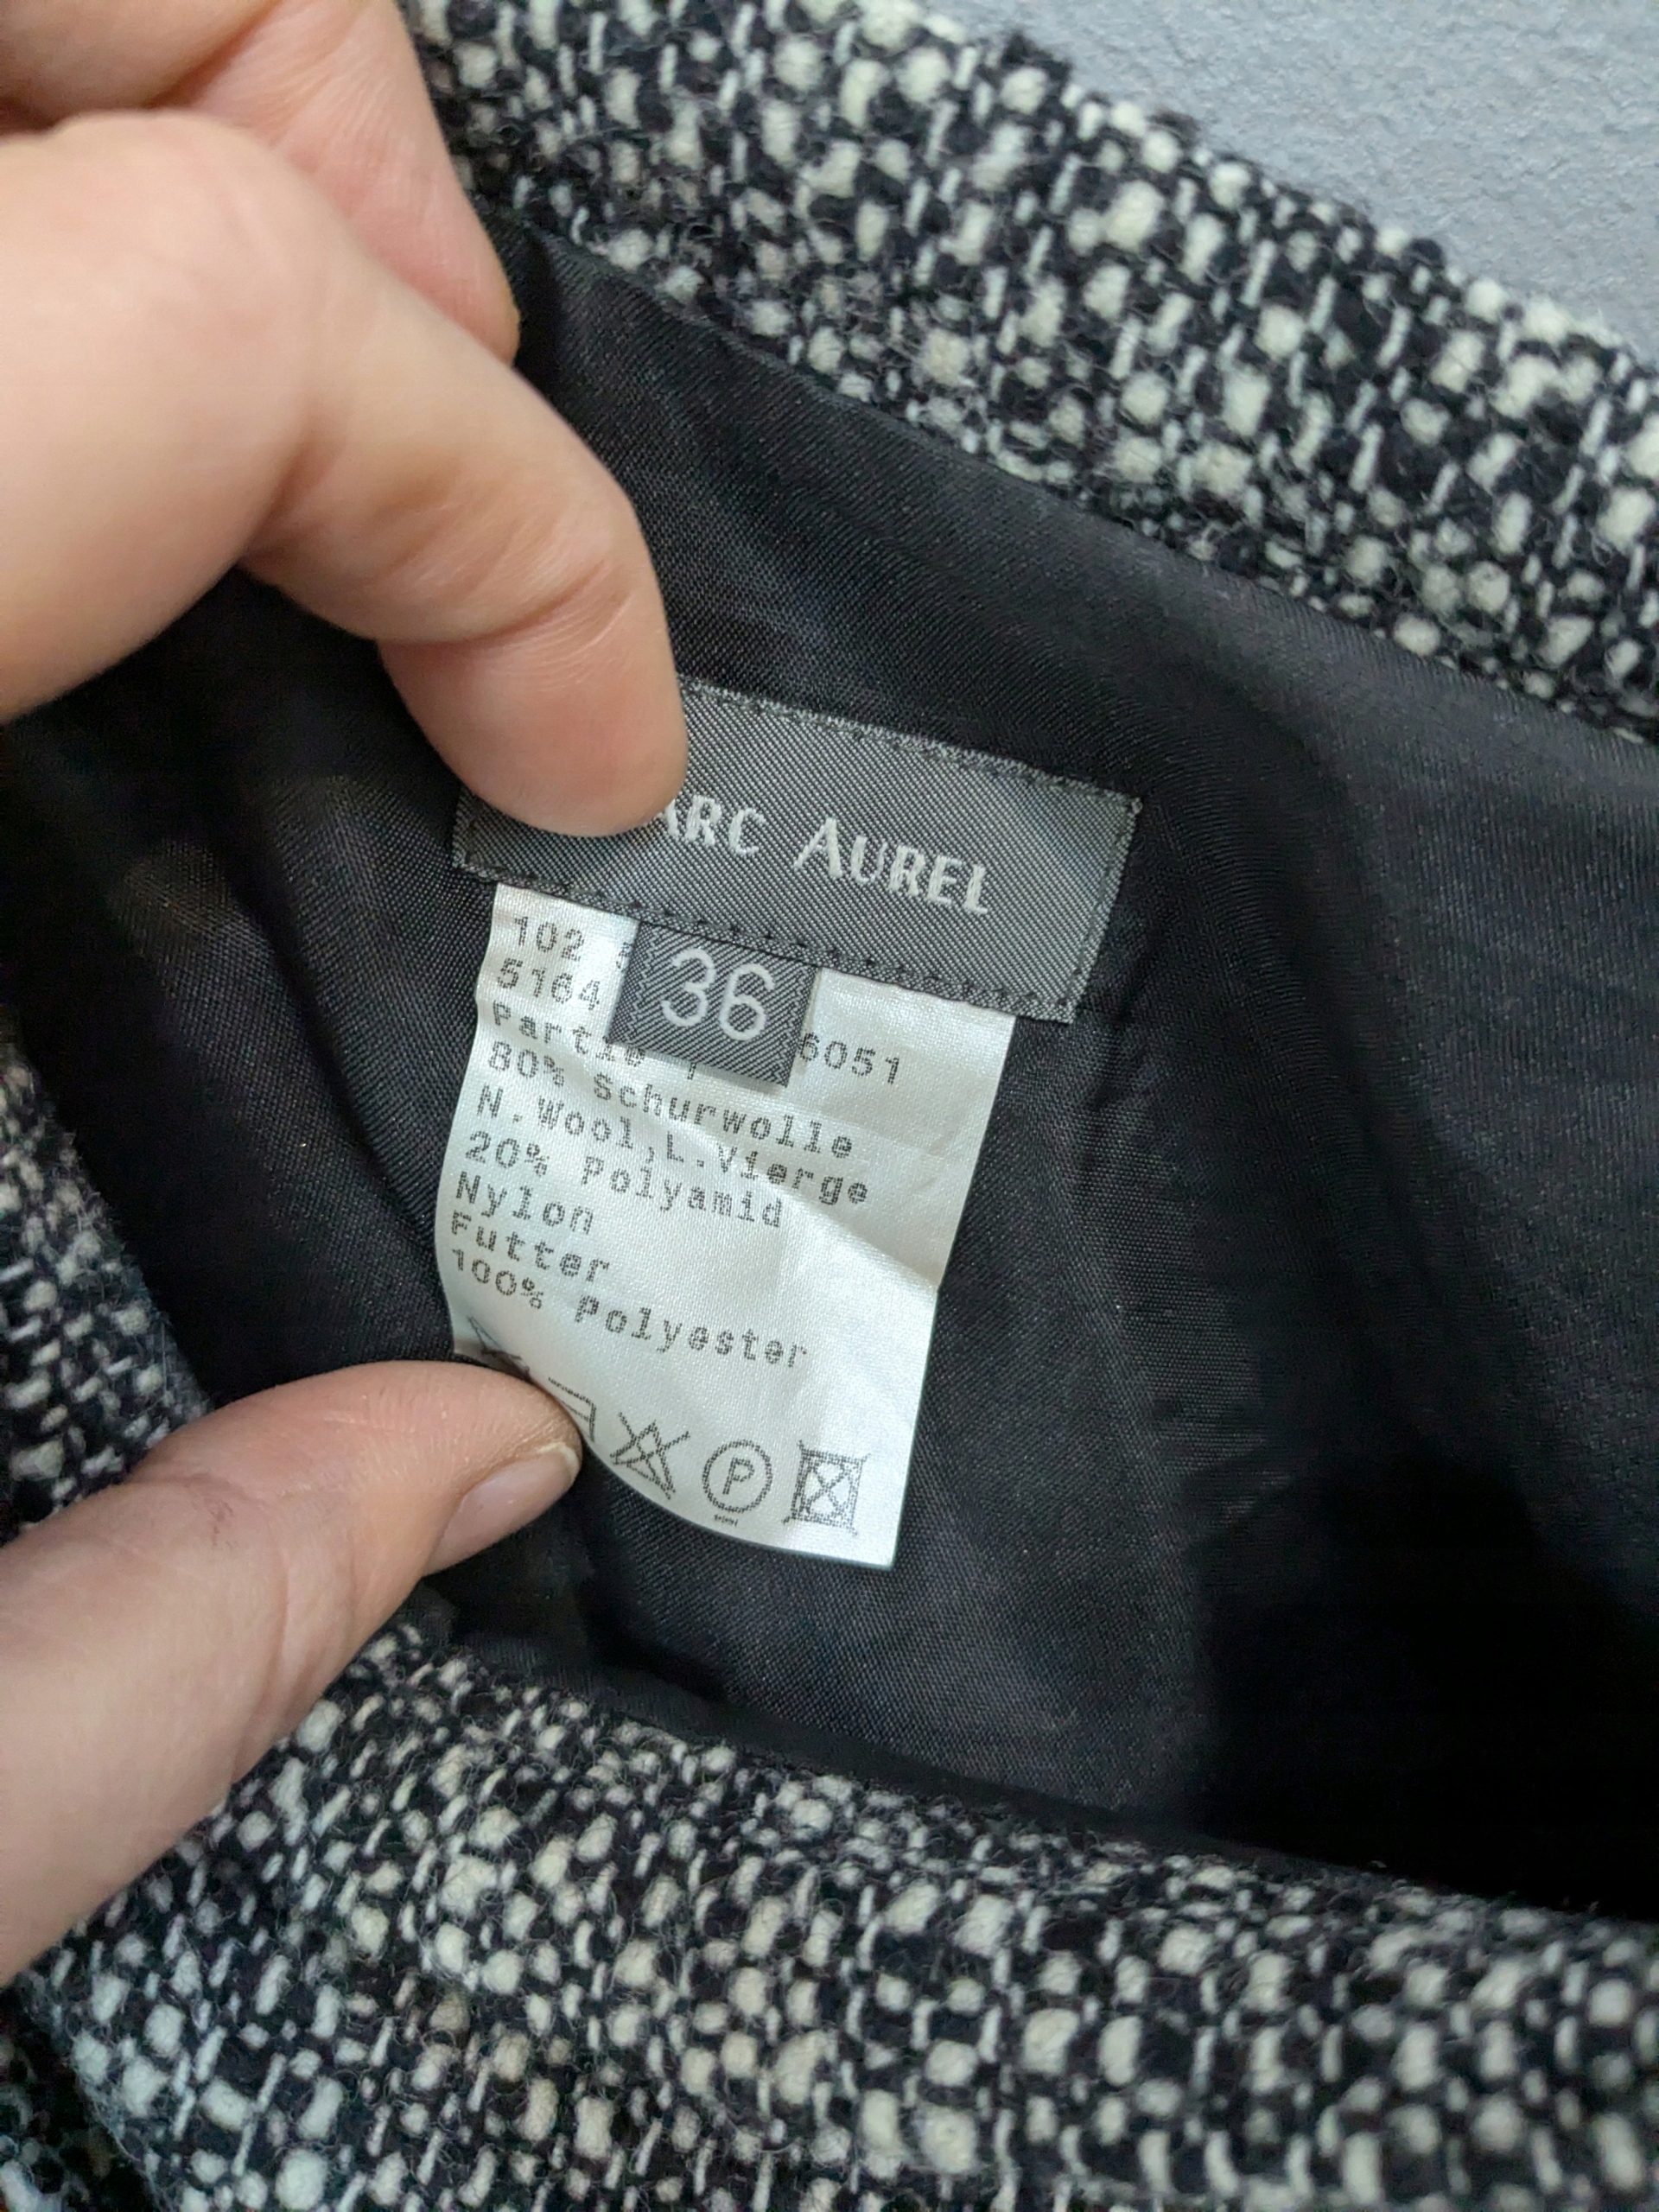 ARC AUREL
36
102
5164
Partie 6051
80% Schurwolle
N.Wool,L.Vierge
20% Polyamid
Nylon
Futter
100% Polyester
P